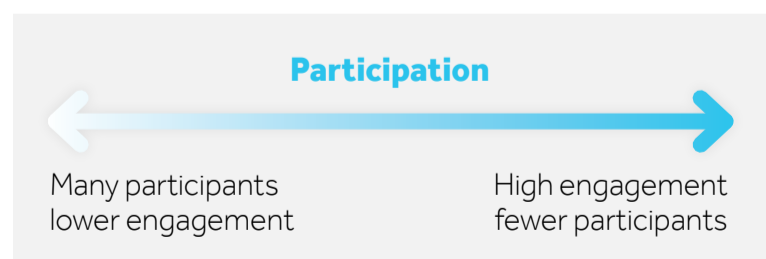 Participation
Many participants
lower engagement
High engagement
fewer participants